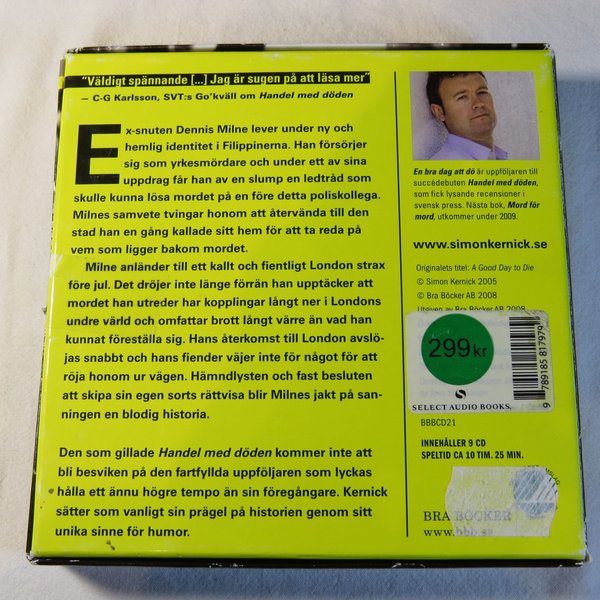 "Väldigt spännande [...] Jag är sugen på att läsa mer"
– C-G Karlsson, SVT:s Go'kväll om Handel med döden
Ex-snuten Dennis Milne lever under ny och
hemlig identitet i Filippinerna. Han försörjer
sig som yrkesmördare och under ett av sina
uppdrag får han av en slump en ledtråd som
skulle kunna lösa mordet på en före detta poliskollega.
Milnes samvete tvingar honom att återvända till den
stad han en gång kallade sitt hem för att ta reda på
vem som ligger bakom mordet.
Milne anländer till ett kallt och fientligt London strax
före jul. Det dröjer inte länge förrän han upptäcker att
mordet han utreder har kopplingar långt ner i Londons
undre värld och omfattar brott långt värre än vad han
kunnat föreställa sig. Hans återkomst till London avslö-
jas snabbt och hans fiender väjer inte för något för att
röja honom ur vägen. Hämndlysten och fast besluten
att skipa sin egen sorts rättvisa blir Milnes jakt på san-
ningen en blodig historia.
Den som gillade Handel med döden kommer inte att
bli besviken på den fartfyllda uppföljaren som lyckas
hålla ett ännu högre tempo än sin föregångare. Kernick
sätter som vanligt sin prägel på historien genom sitt
unika sinne för humor.
En bra dag att dö är uppföljaren till
succédebuten Handel med döden,
som fick lysande recensioner i
svensk press. Nästa bok, Mord för
mord, utkommer under 2009.
www.simonkernick.se
Originalets titel: A Good Day to Die
© Simon Kernick 2005
© Bra Böcker AB 2008
Utgiven av Bra Böcker AB 2008
299 kr
9 789185 817979
SELECT AUDIO BOOKS,
BBBCD21
INNEHÅLLER 9 CD
SPELTID CA 10 TIM. 25 MIN.
BRA BÖCKER
www.bbb.se